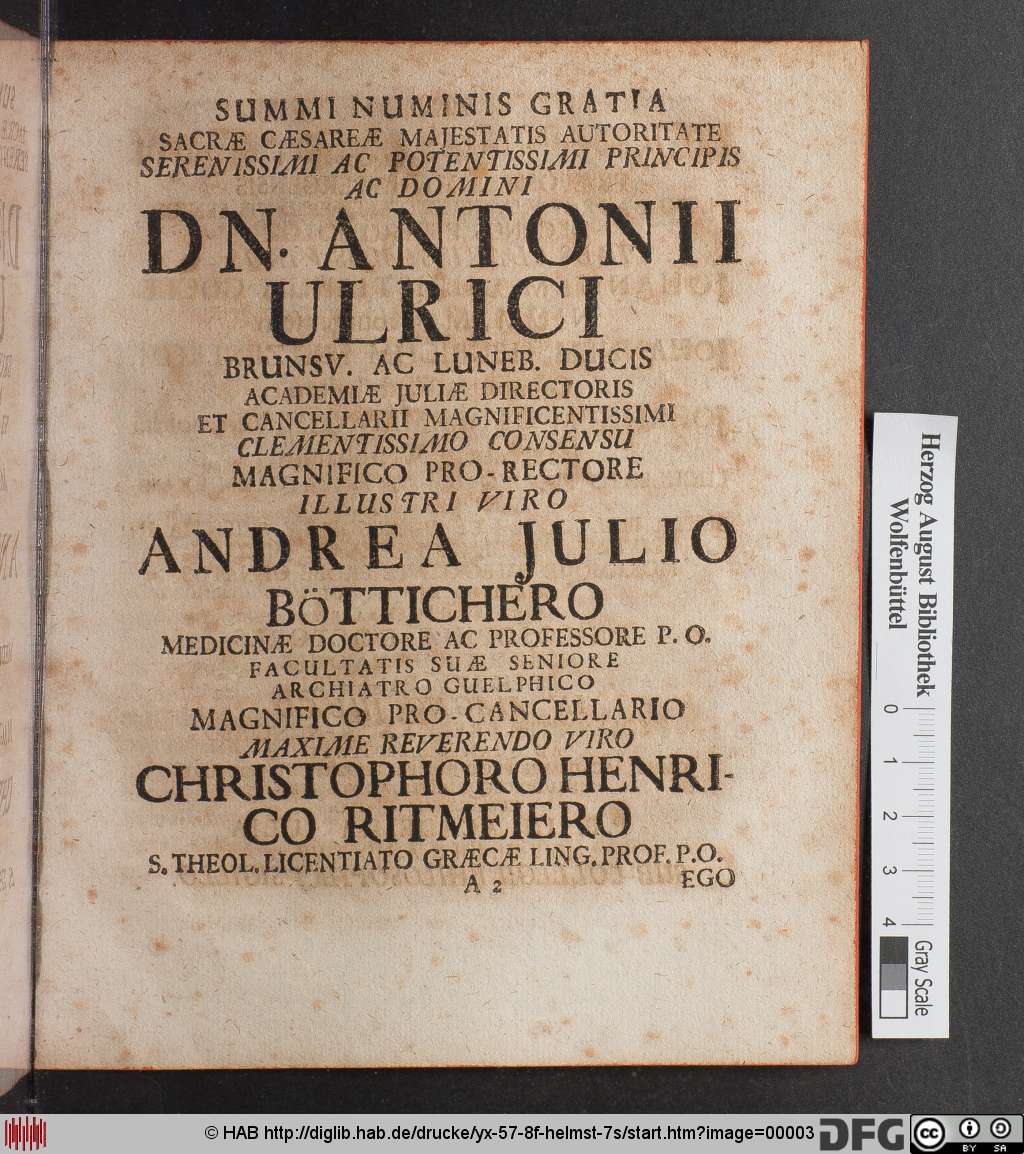 SUMMI NUMINIS GRATIA
SACRÆ CÆSAREÆ MAJESTATIS AUTORITATE
SERENISSIMI AC POTENTISSIMI PRINCIPIS
AC DOMINI
DN. ANTONII
ULRICI
BRUNSV. AC LUNEB. DUCIS
ACADEMIÆ JULIÆ DIRECTORIS
ET CANCELLARII MAGNIFICENTISSIMI
CLEMENTISSIMO CONSENSU
MAGNIFICO PRO-RECTORE
ILLUSTRI VIRO
ANDREA JULIO
BöTTICHERO
MEDICINÆ DOCTORE AC PROFESSORE P. O.
FACULTATIS SUÆ SENIORE
ARCHIATRO GUELPHICO
MAGNIFICO PRO-CANCELLARIO
MAXIME REVERENDO VIRO
CHRISTOPHORO HENRI-
CO RITMEIERO
S. THEOL. LICENTIATO GRÆCÆ LING. PROF. P.O.
A 2 EGO
Herzog August Bibliothek
Wolfenbüttel
0 1 2 3 4
Gray Scale
© HAB http://diglib.hab.de/drucke/yx-57-8f-helmst-7s/start.htm?image=00003
DFG
cc BY SA